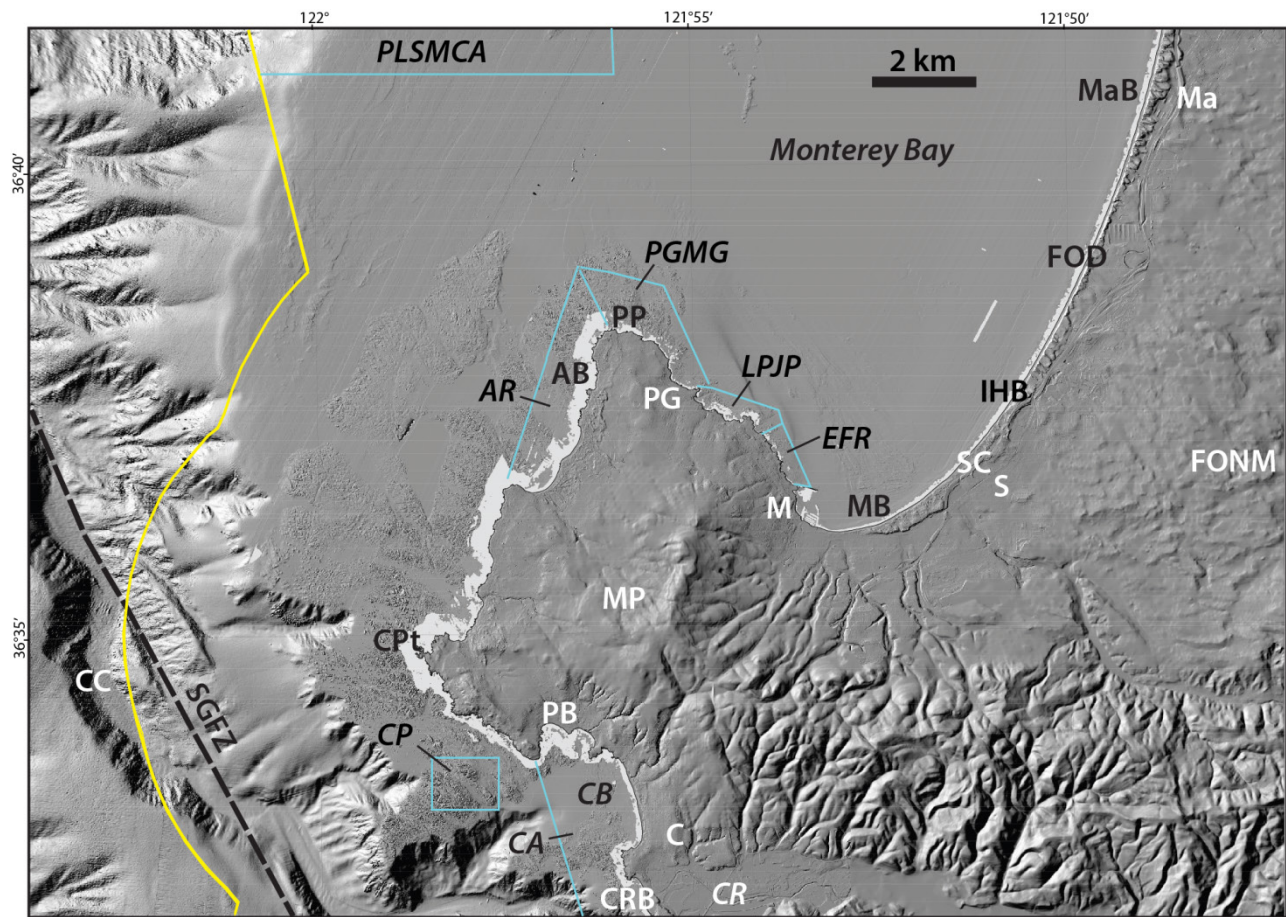 122°
121°55'
121°50'
PLSMCA
2 km
MaB
Ma
Monterey Bay
36°40'
PGMG
FOD
PP
AB
LPJP
AR
PG
IHB
EFR
SC
FONM
S
M
MB
MP
36°35'
CPt
CC
SGFZ
PB
CP
CB
C
CA
CRB
CR